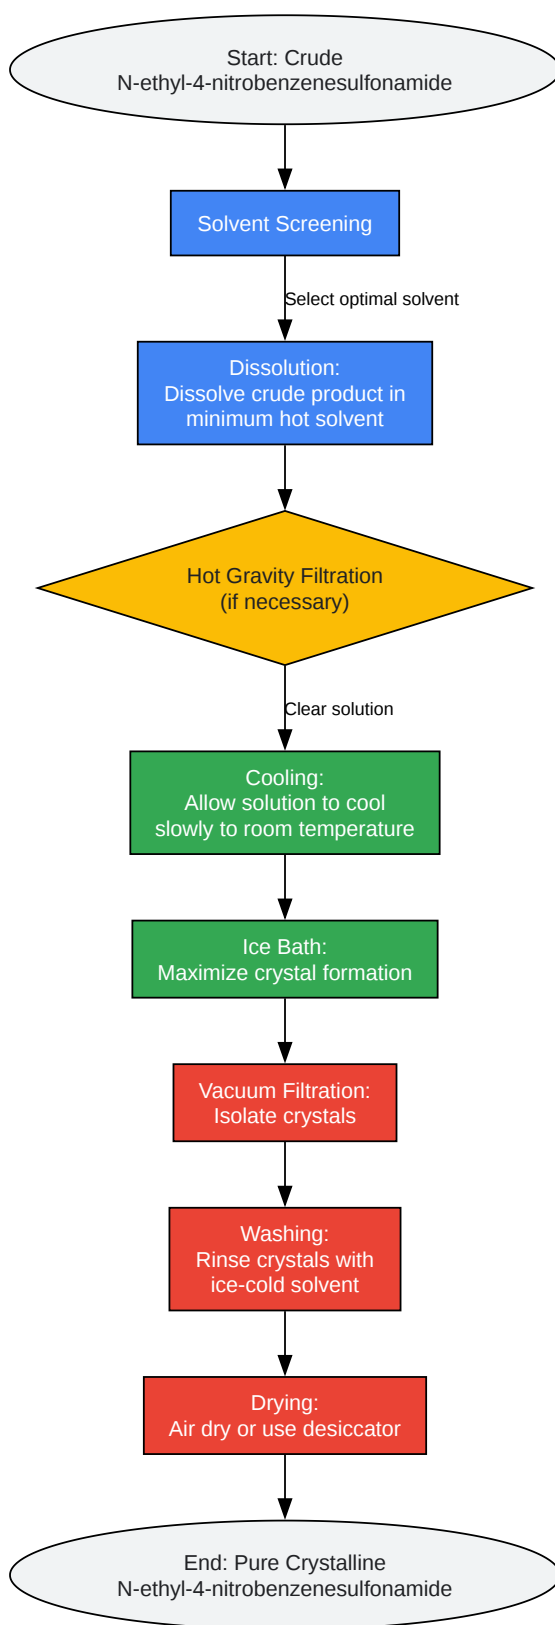 Start: Crude
N-ethyl-4-nitrobenzenesulfonamide
Solvent Screening
Select optimal solvent
Dissolution:
Dissolve crude product in
minimum hot solvent
Hot Gravity Filtration
(if necessary)
Clear solution
Cooling:
Allow solution to cool
slowly to room temperature
Ice Bath:
Maximize crystal formation
Vacuum Filtration:
Isolate crystals
Washing:
Rinse crystals with
ice-cold solvent
Drying:
Air dry or use desiccator
End: Pure Crystalline
N-ethyl-4-nitrobenzenesulfonamide